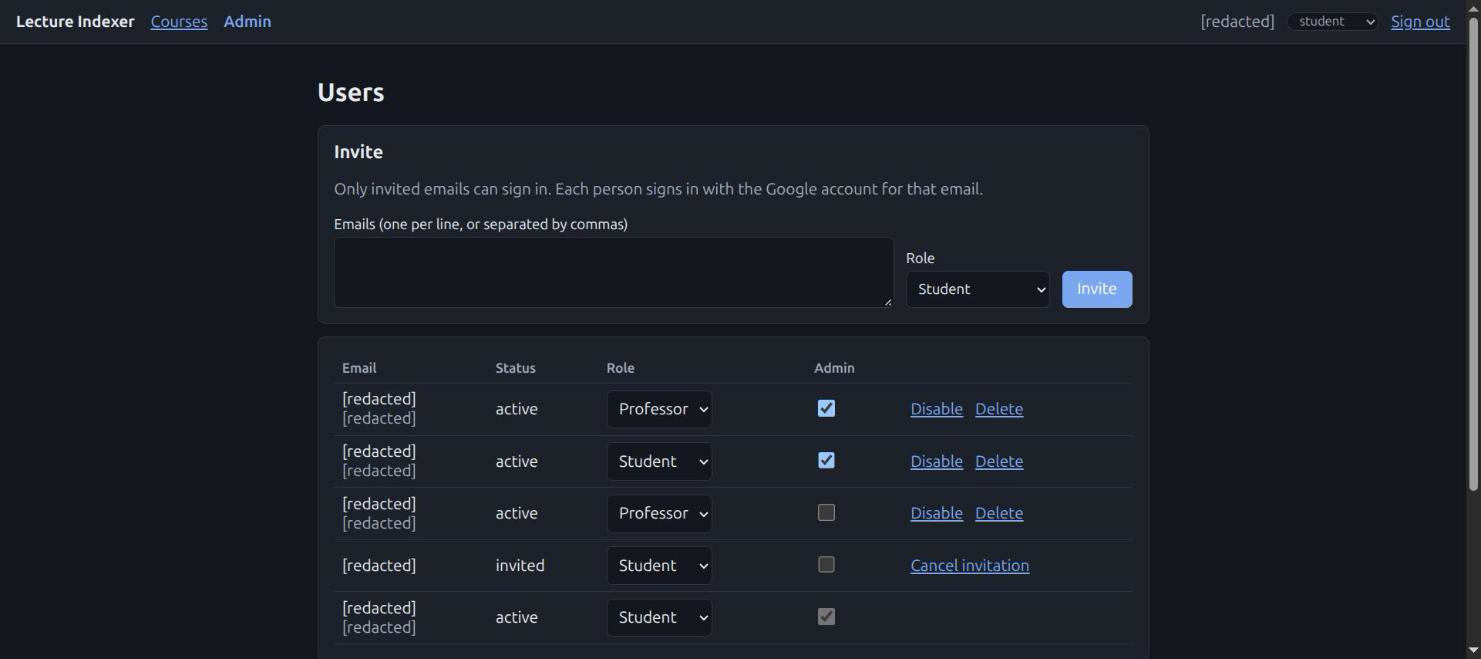 Lecture Indexer Courses Admin [redacted] student Sign out
Users
Invite
Only invited emails can sign in. Each person signs in with the Google account for that email.
Emails (one per line, or separated by commas)
Role
Student Invite
Email Status Role Admin
[redacted]
[redacted] active Professor Disable Delete
[redacted]
[redacted] active Student Disable Delete
[redacted]
[redacted] active Professor Disable Delete
[redacted] invited Student Cancel invitation
[redacted]
[redacted] active Student